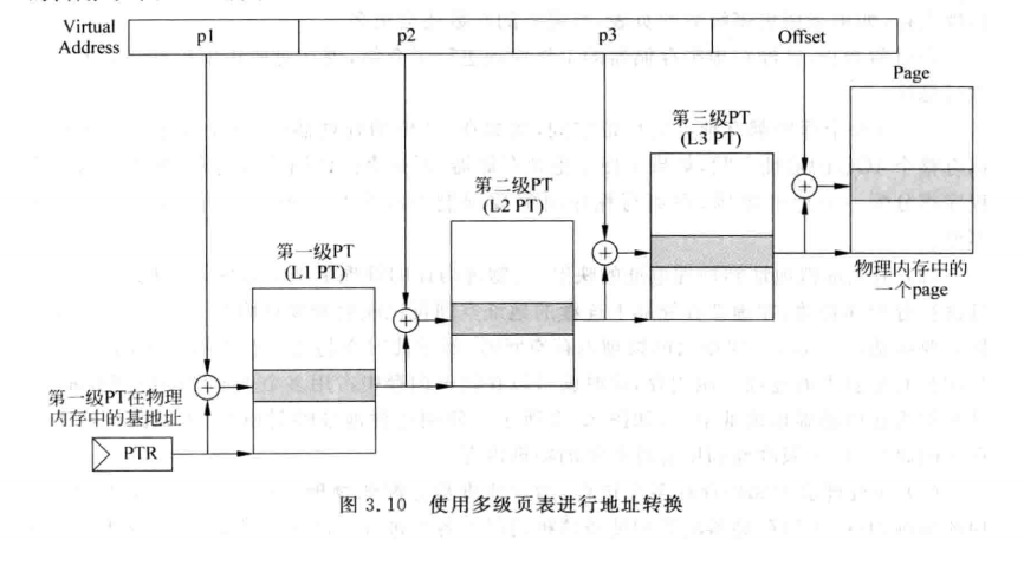 Virtual
Address
p1
p2
p3
Offset
Page
第三级PT
(L3 PT)
第二级PT
(L2 PT)
第一级PT
(L1 PT)
物理内存中的
一个page
第一级PT在物理
内存中的基地址
PTR
图 3.10 使用多级页表进行地址转换